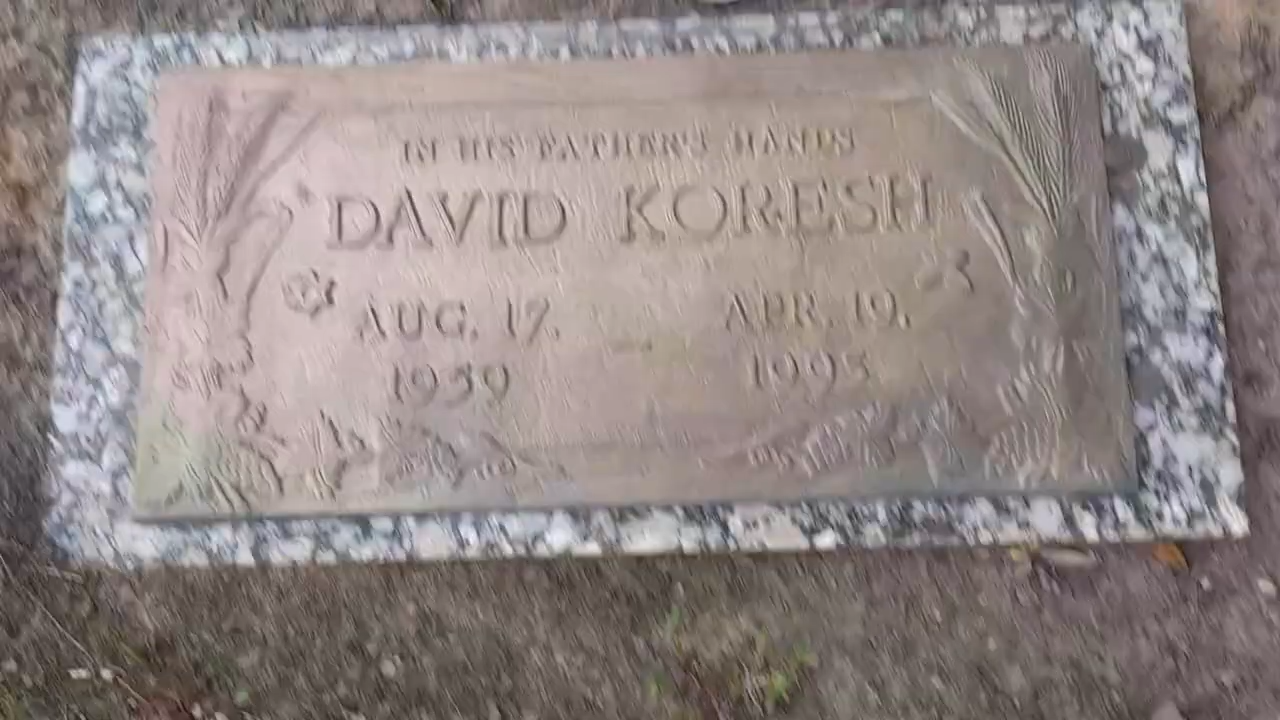 IN HIS FATHER'S HANDS
DAVID KORESH
AUG. 17, APR. 19,
1959 – 1993